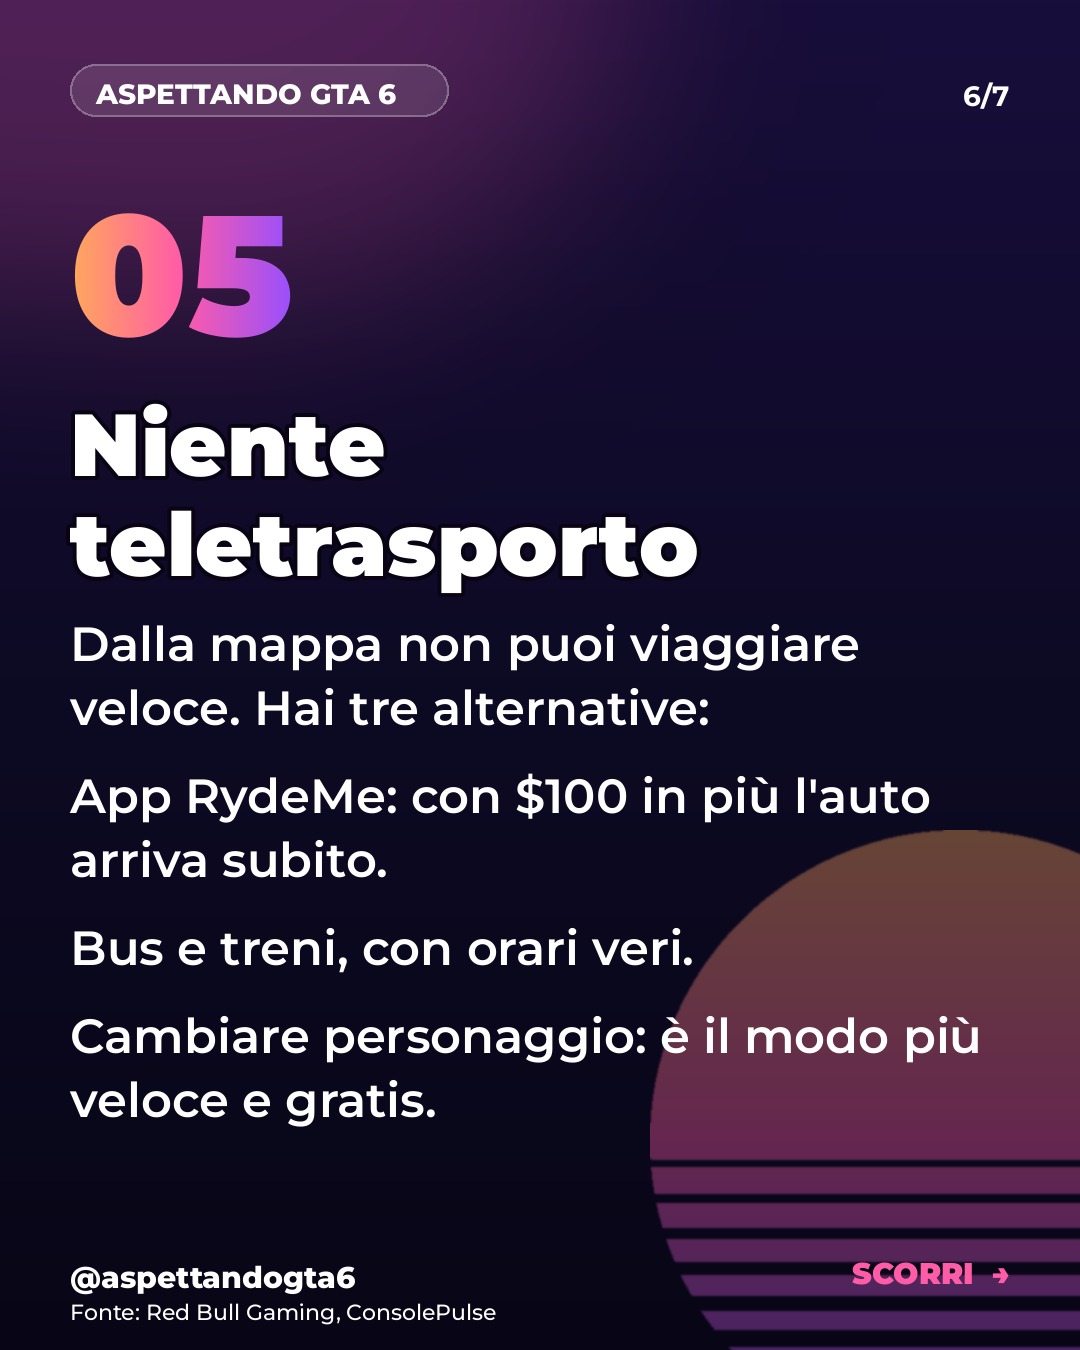 ASPETTANDO GTA 6
6/7
05
Niente
teletrasporto
Dalla mappa non puoi viaggiare
veloce. Hai tre alternative:
App RydeMe: con $100 in più l'auto
arriva subito.
Bus e treni, con orari veri.
Cambiare personaggio: è il modo più
veloce e gratis.
@aspettandogta6
SCORRI →
Fonte: Red Bull Gaming, ConsolePulse